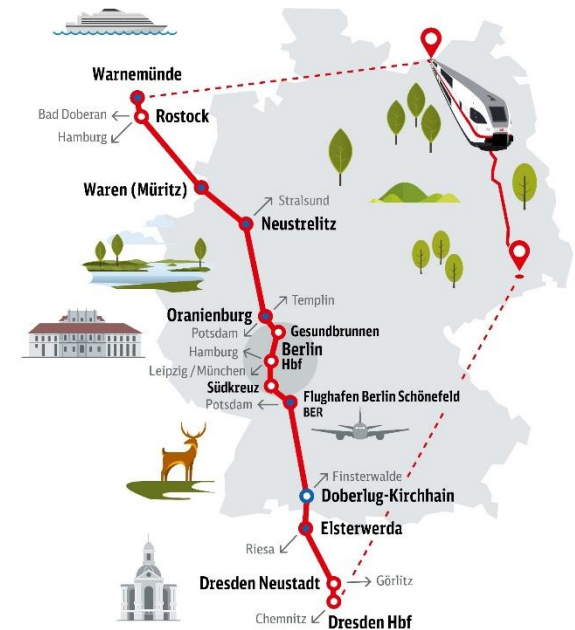 Warnemünde
Bad Doberan
Rostock
Hamburg
Waren (Müritz)
Stralsund
Neustrelitz
Templin
Oranienburg
Potsdam
Gesundbrunnen
Hamburg
Berlin
Hbf
Leipzig/München
Südkreuz
Flughafen Berlin Schönefeld
BER
Potsdam
Finsterwalde
Doberlug-Kirchhain
Elsterwerda
Riesa
Dresden Neustadt
Görlitz
Chemnitz
Dresden Hbf